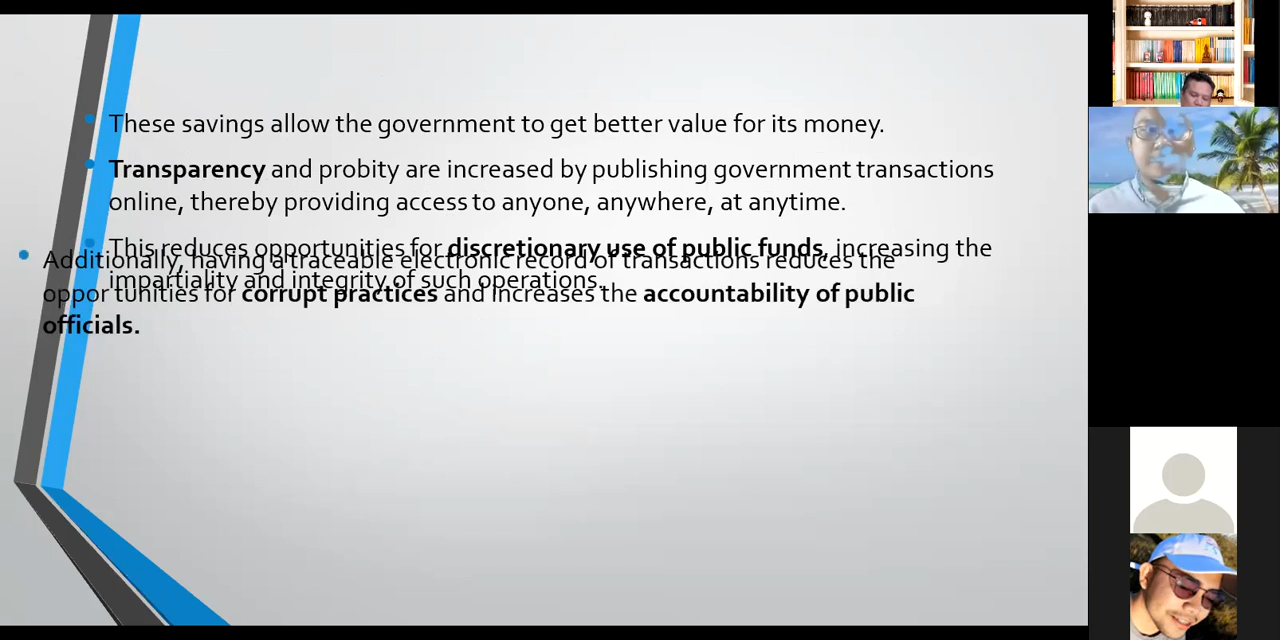 These savings allow the government to get better value for its money.
Transparency and probity are increased by publishing government transactions
online, thereby providing access to anyone, anywhere, at anytime.
This reduces opportunities for discretionary use of public funds, increasing the
impartiality and integrity of such operations.
Additionally, having a traceable electronic record of transactions reduces the
oppor tunities for corrupt practices and increases the accountability of public
officials.